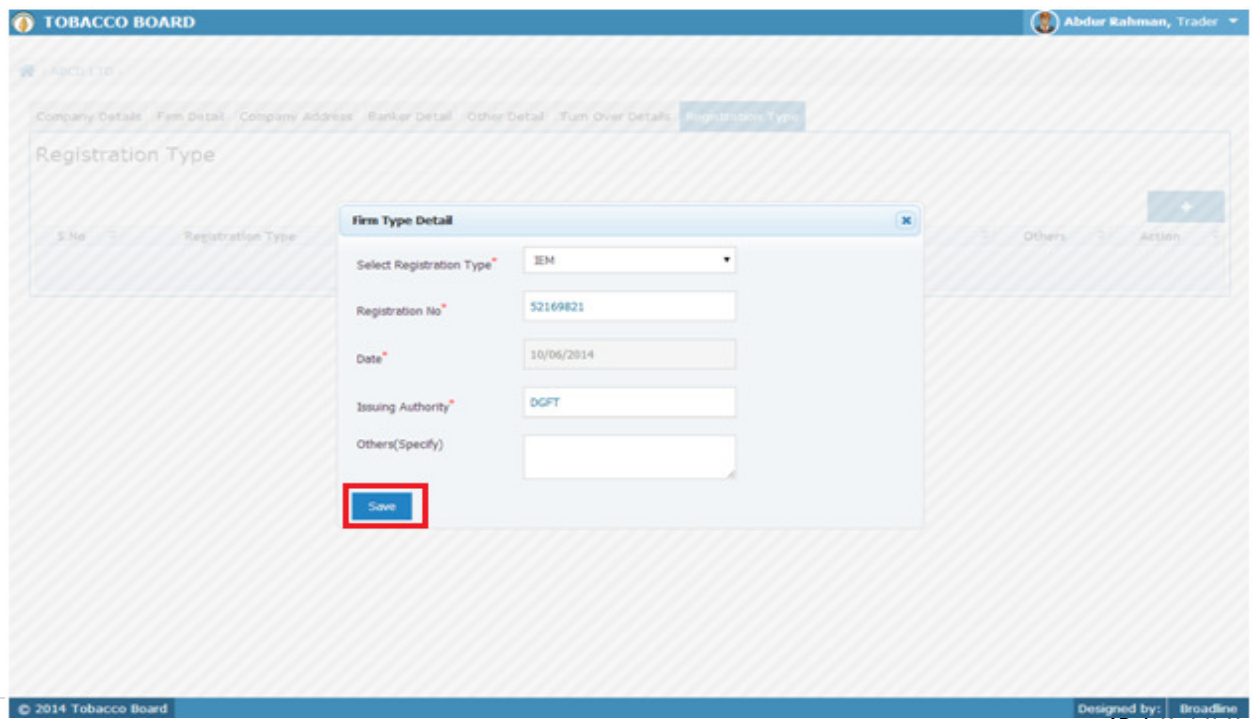 TOBACCO BOARD
Abdur Rahman, Trader
ABCD LTD
Company Details Firm Detail Company Address Banker Detail Other Detail Turn Over Details Registration Type
Registration Type
+
S.No Registration Type Others Action
Firm Type Detail
Select Registration Type* IEM
Registration No* 52169821
Date* 10/06/2014
Issuing Authority* DGFT
Others(Specify)
Save
© 2014 Tobacco Board
Designed by: Broadline